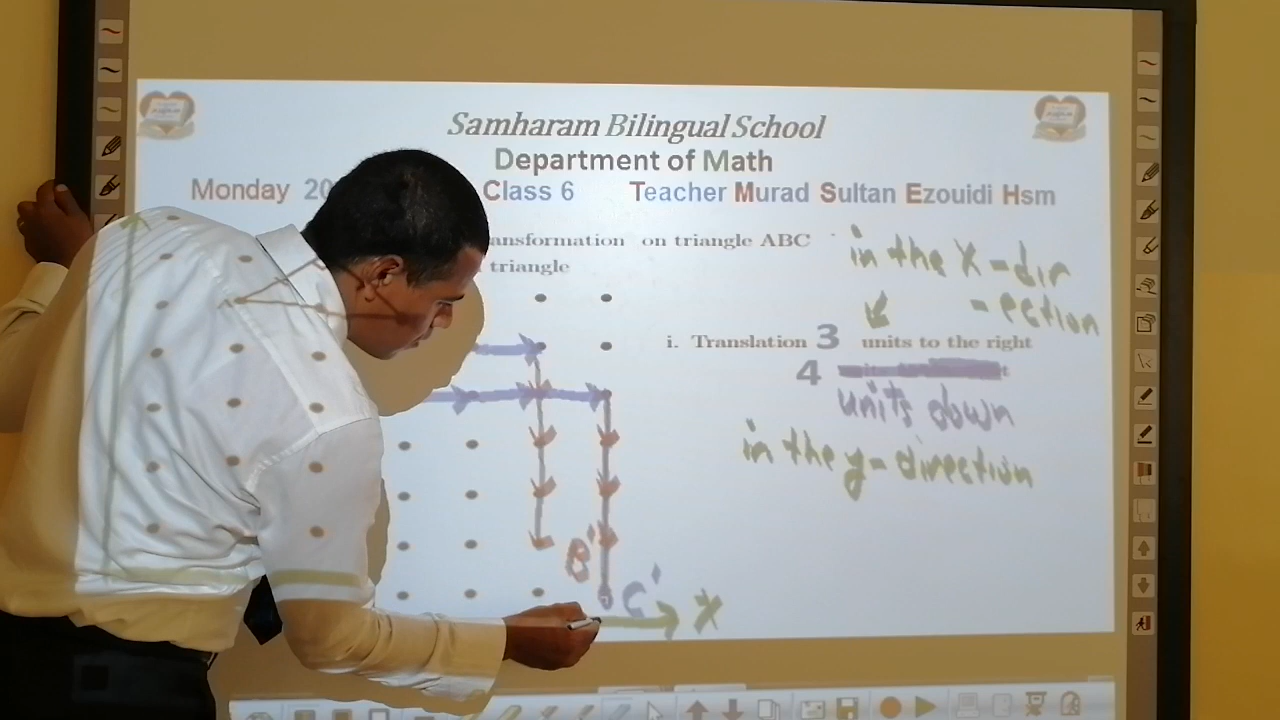 Samharam Bilingual School
Department of Math
Monday 20 Class 6 Teacher Murad Sultan Ezouidi Hsm
ansformation on triangle ABC
triangle
in the X-dir
-ection
i. Translation 3 units to the right
4
units down
in the y-direction
B'
C'
X